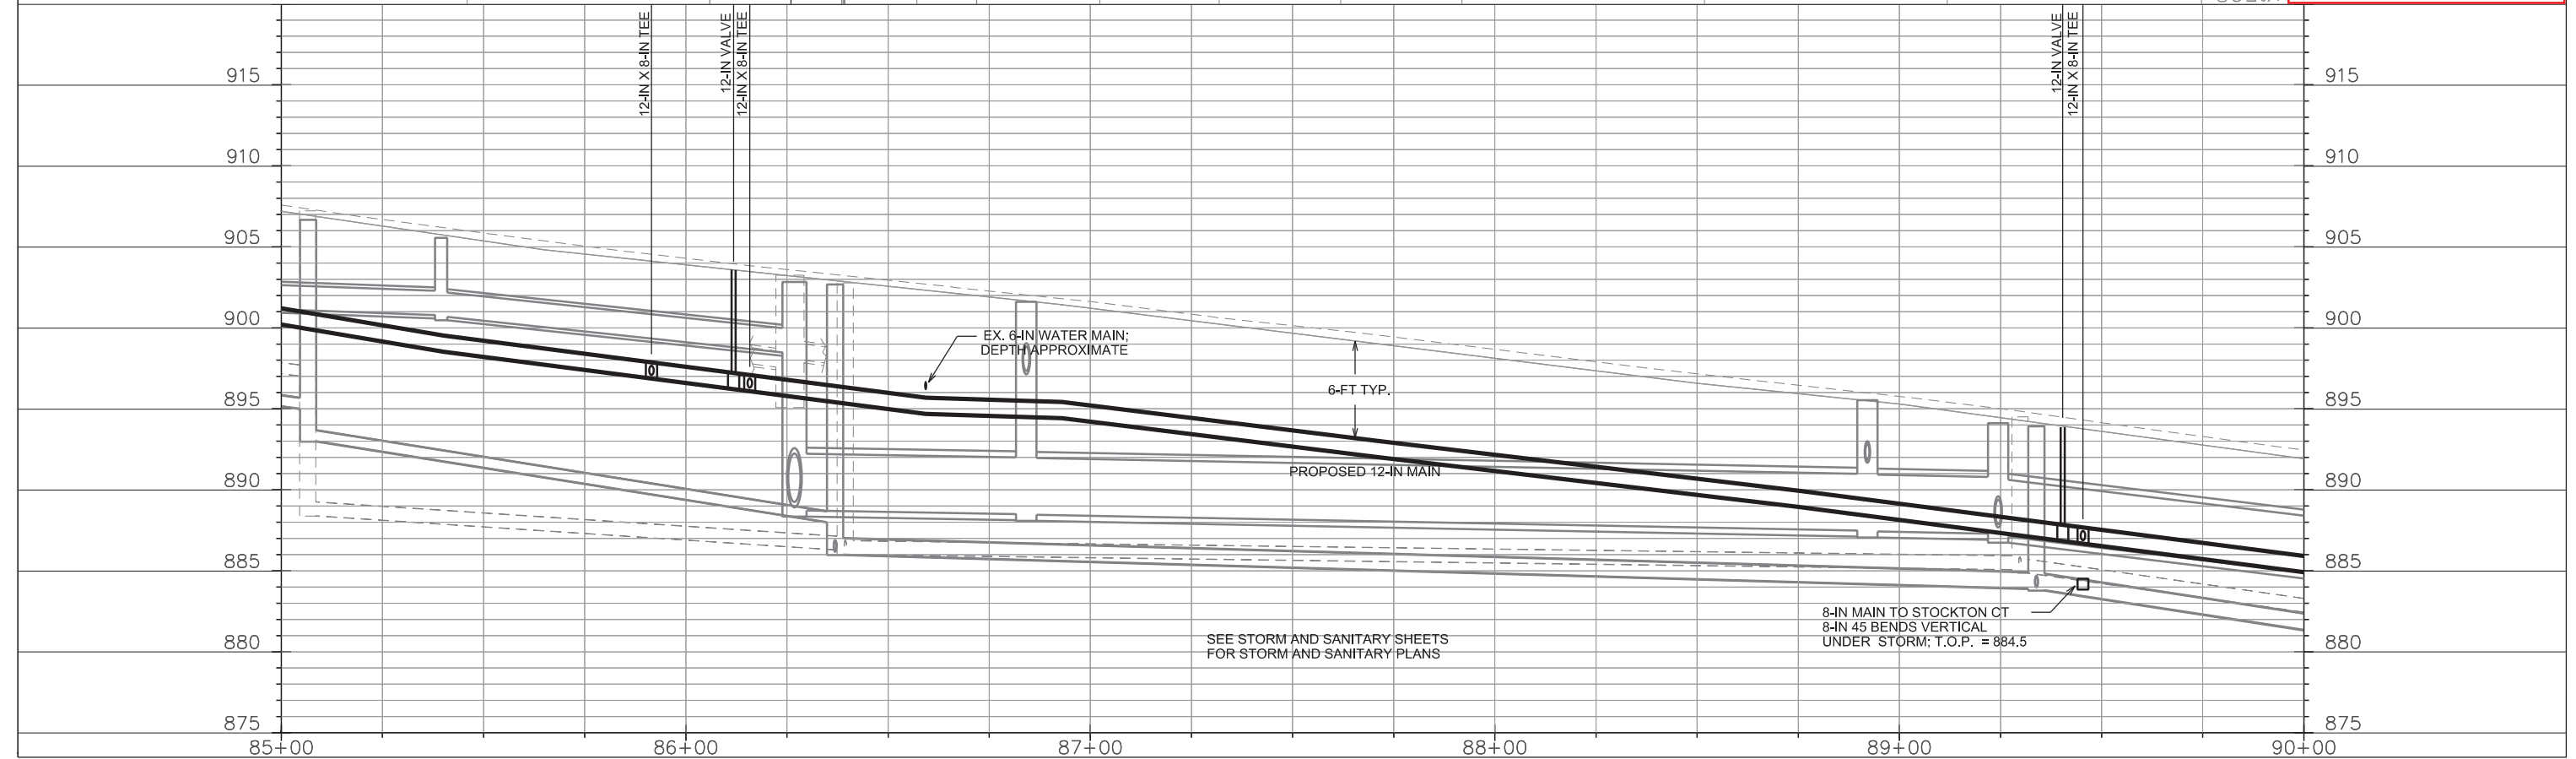 12-IN X 8-IN TEE
12-IN VALVE
12-IN X 8-IN TEE
12-IN VALVE
12-IN X 8-IN TEE
915
915
910
910
905
905
900
900
EX. 6-IN WATER MAIN;
DEPTH APPROXIMATE
895
895
6-FT TYP.
890
890
PROPOSED 12-IN MAIN
885
885
8-IN MAIN TO STOCKTON CT
8-IN 45 BENDS VERTICAL
UNDER STORM; T.O.P. = 884.5
SEE STORM AND SANITARY SHEETS
FOR STORM AND SANITARY PLANS
880
880
875
875
85+00 86+00 87+00 88+00 89+00 90+00